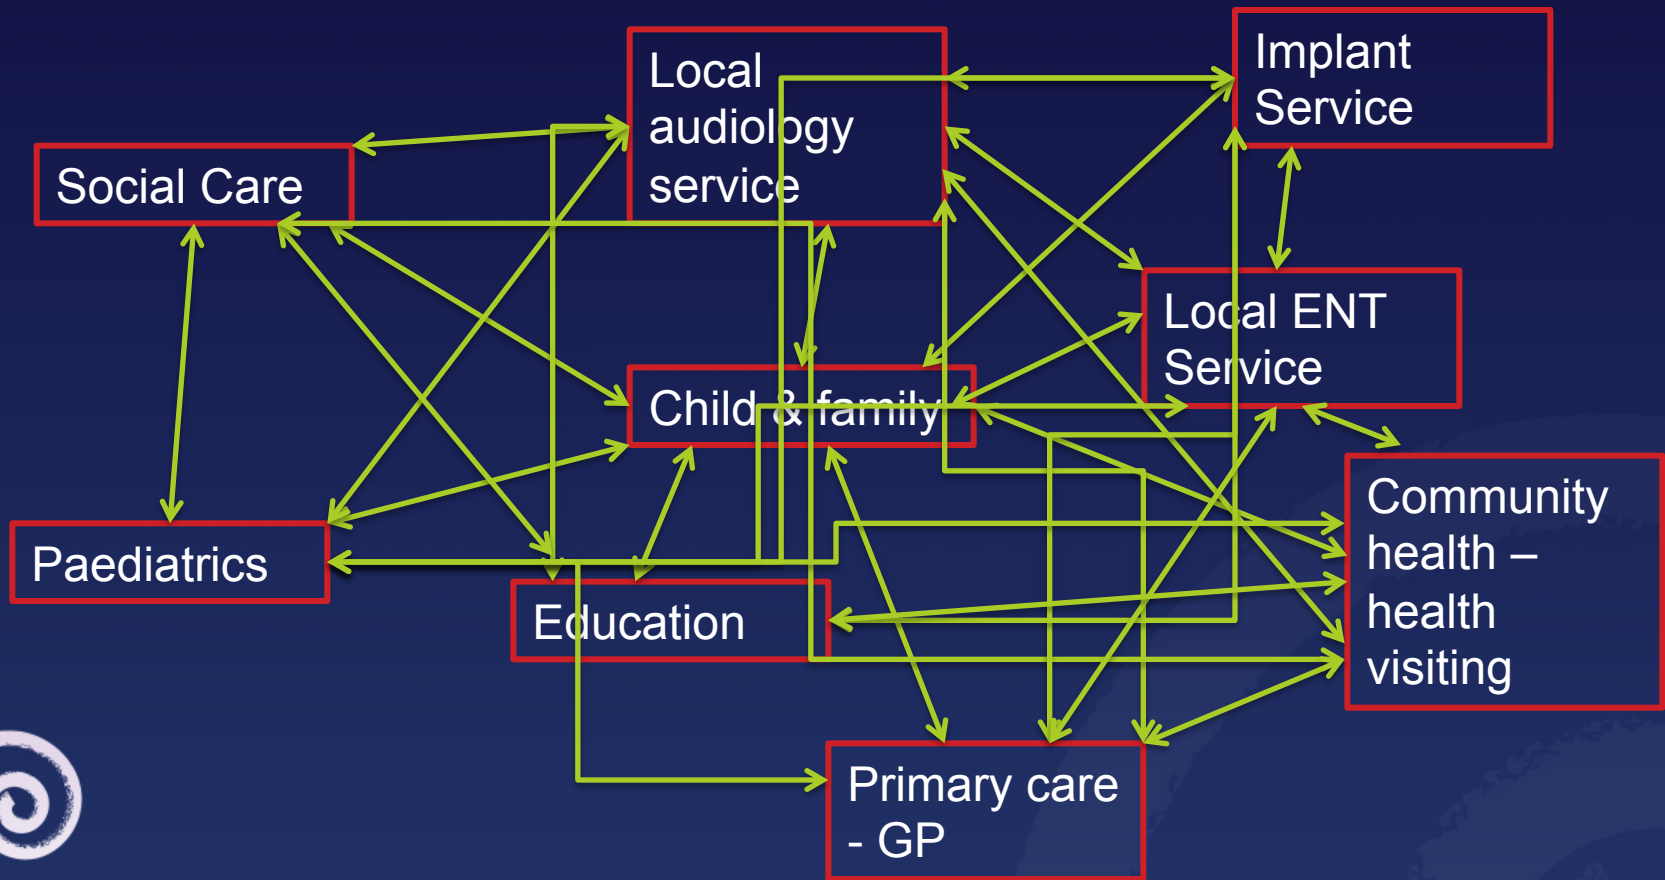 Local
audiology
service
Implant
Service
Social Care
Local ENT
Service
Child & family
Community
health –
health
visiting
Paediatrics
Education
Primary care
- GP